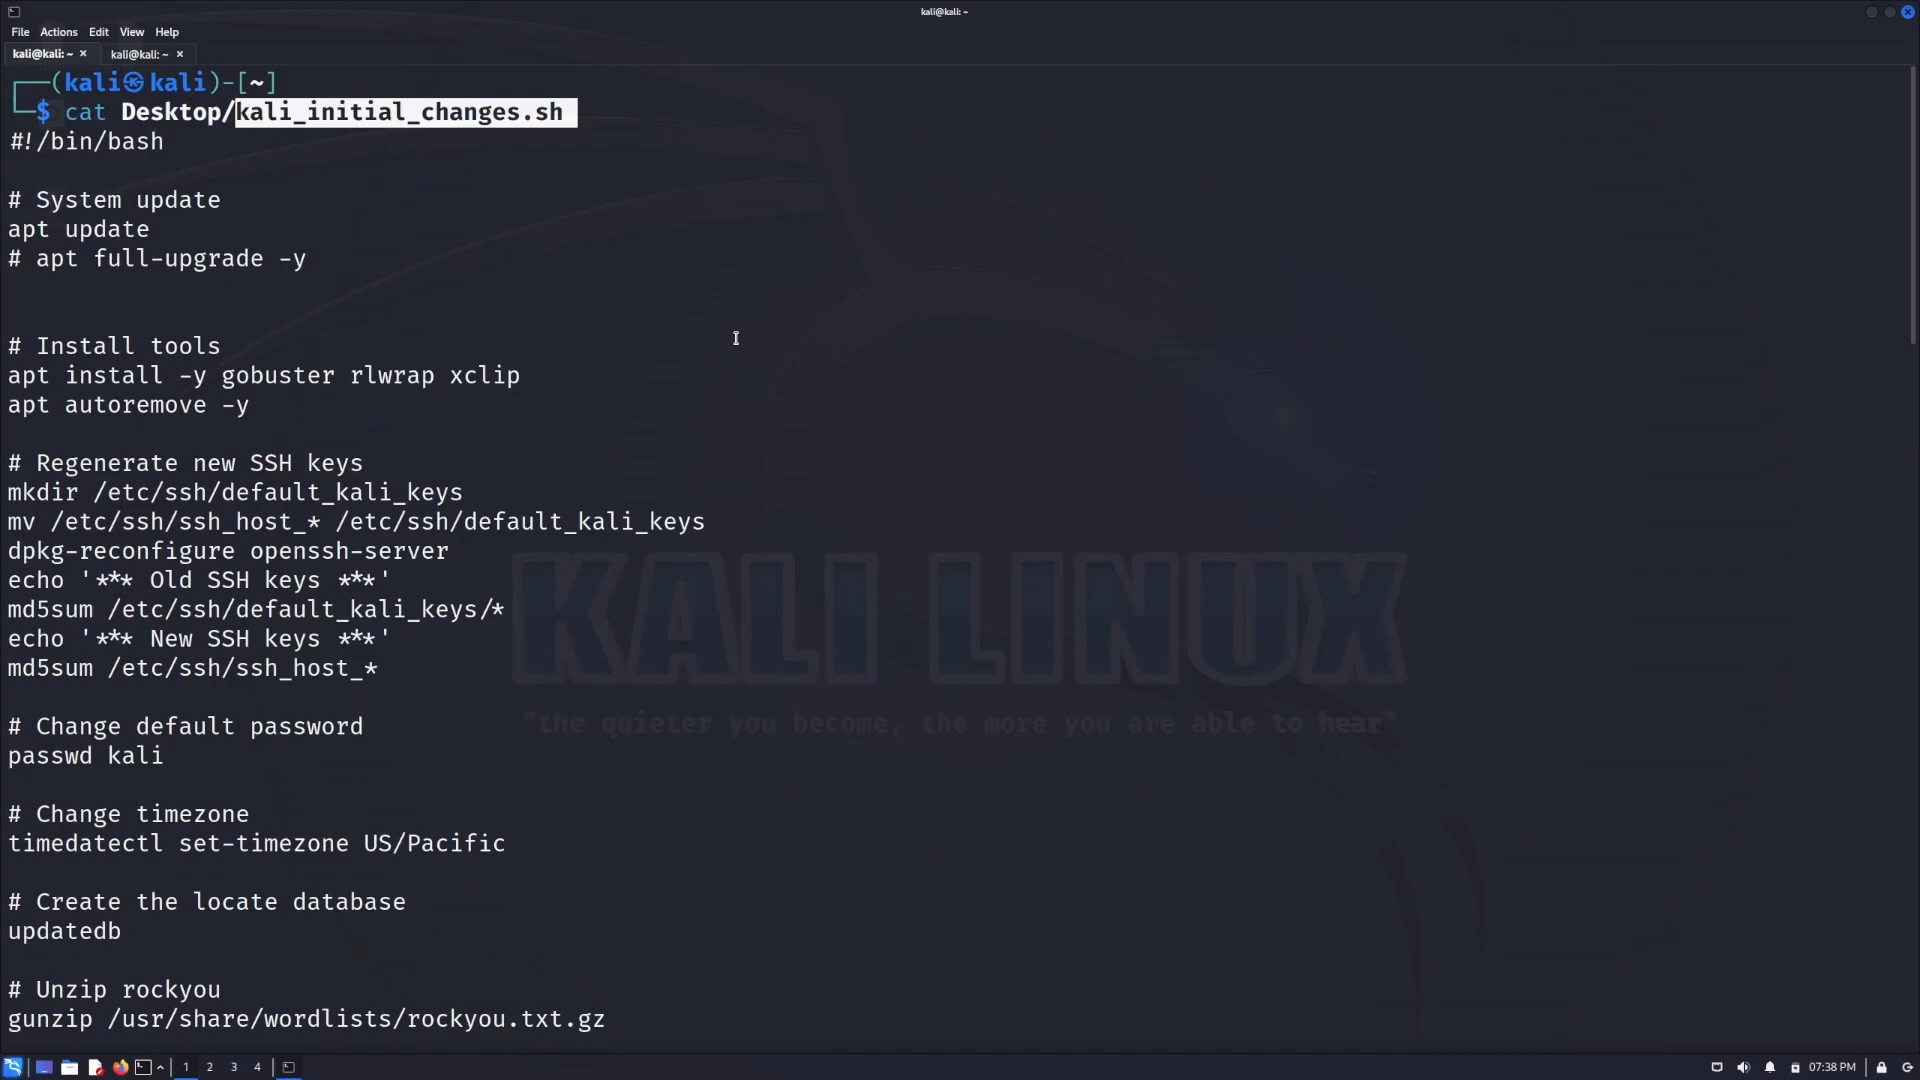 kali@kali: ~
File Actions Edit View Help
kali@kali: ~ × kali@kali: ~ ×
(kali㉿kali)-[~]
$ cat Desktop/kali_initial_changes.sh
#!/bin/bash
# System update
apt update
# apt full-upgrade -y
# Install tools
apt install -y gobuster rlwrap xclip
apt autoremove -y
# Regenerate new SSH keys
mkdir /etc/ssh/default_kali_keys
mv /etc/ssh/ssh_host_* /etc/ssh/default_kali_keys
dpkg-reconfigure openssh-server
echo '*** Old SSH keys ***'
md5sum /etc/ssh/default_kali_keys/*
echo '*** New SSH keys ***'
md5sum /etc/ssh/ssh_host_*
# Change default password
passwd kali
# Change timezone
timedatectl set-timezone US/Pacific
# Create the locate database
updatedb
# Unzip rockyou
gunzip /usr/share/wordlists/rockyou.txt.gz
KALI LINUX
"the quieter you become, the more you are able to hear"
1 2 3 4
07:38 PM